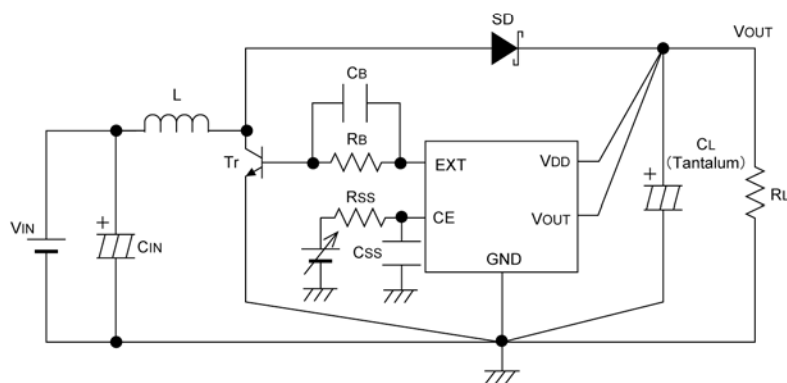 SD
VOUT
CB
L
RB
Tr
EXT
VDD
CL
(Tantalum)
RL
RSS
CE
VOUT
+
+
VIN
CIN
CSS
GND